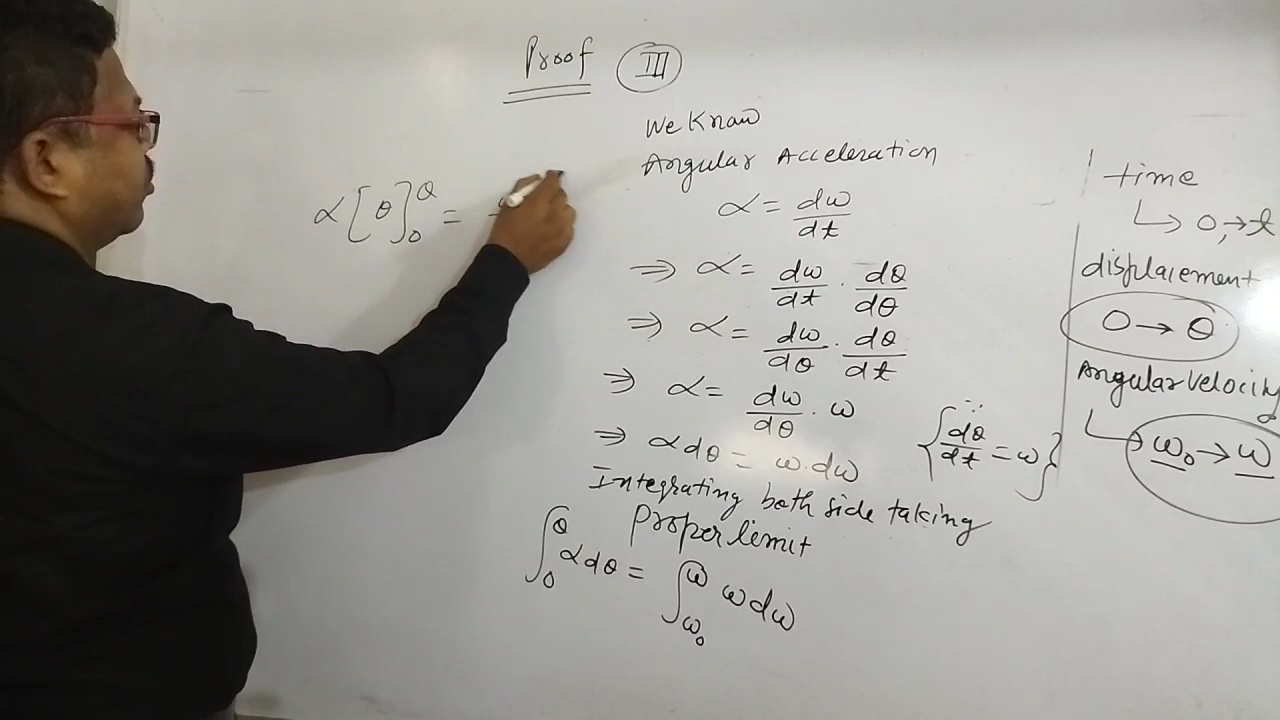 Proof III
We Know
Angular Acceleration
α = dω/dt
⇒ α = dω/dt · dθ/dθ
⇒ α = dω/dθ · dθ/dt
⇒ α = dω/dθ · ω
{∵ dθ/dt = ω}
⇒ α dθ = ω·dω
Integrating both side taking
Proper limit
∫₀^θ α dθ = ∫_ω₀^ω ω dω
α[θ]₀^θ =
time
↳ 0,→t
displacement
0 → θ
Angular velocity
↳ ω₀ → ω